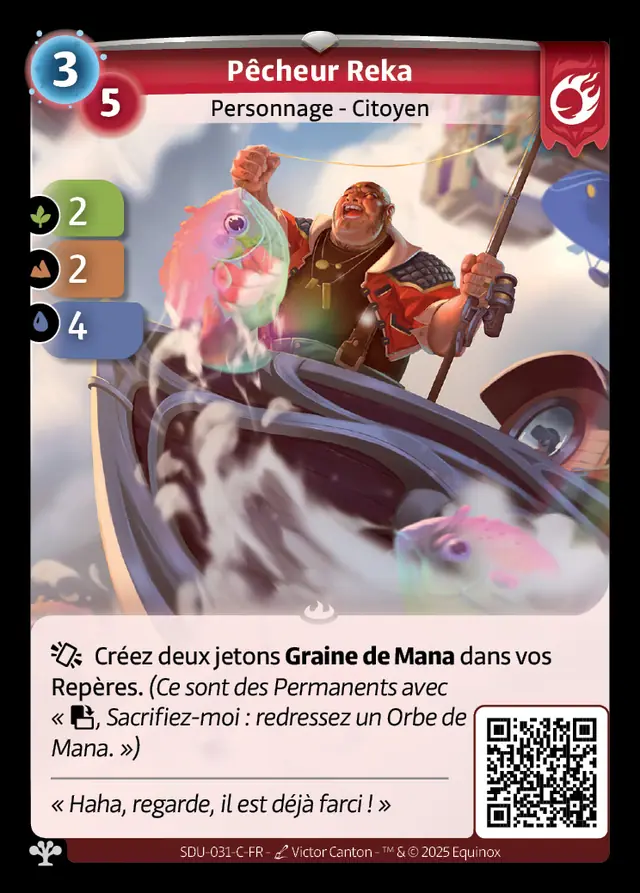 3
5
Pêcheur Reka
Personnage - Citoyen
2
2
4
Créez deux jetons Graine de Mana dans vos
Repères. (Ce sont des Permanents avec
« , Sacrifiez-moi : redressez un Orbe de
Mana. »)
« Haha, regarde, il est déjà farci ! »
SDU-031-C-FR - Victor Canton - ™ & © 2025 Equinox